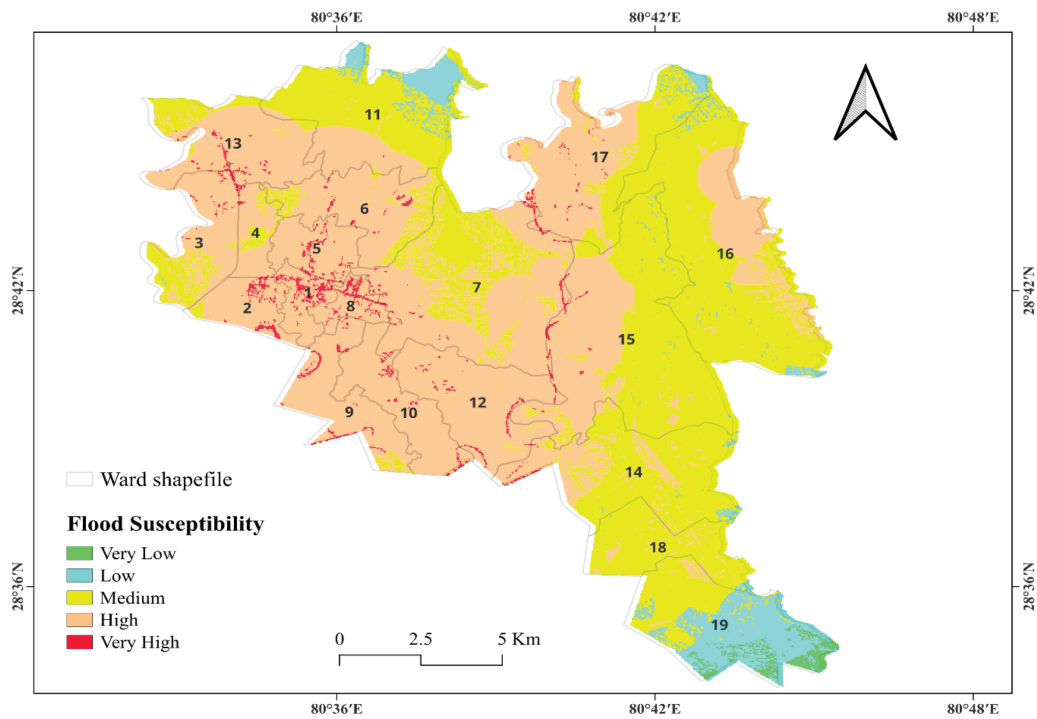 80°36′E 80°42′E 80°48′E
11
13
17
6
4
3
5
16
28°42′N 28°42′N
7
1
2
8
15
12
9
10
14
Ward shapefile
Flood Susceptibility
Very Low
Low
Medium
High
Very High
18
28°36′N 28°36′N
19
0 2.5 5 Km
80°36′E 80°42′E 80°48′E